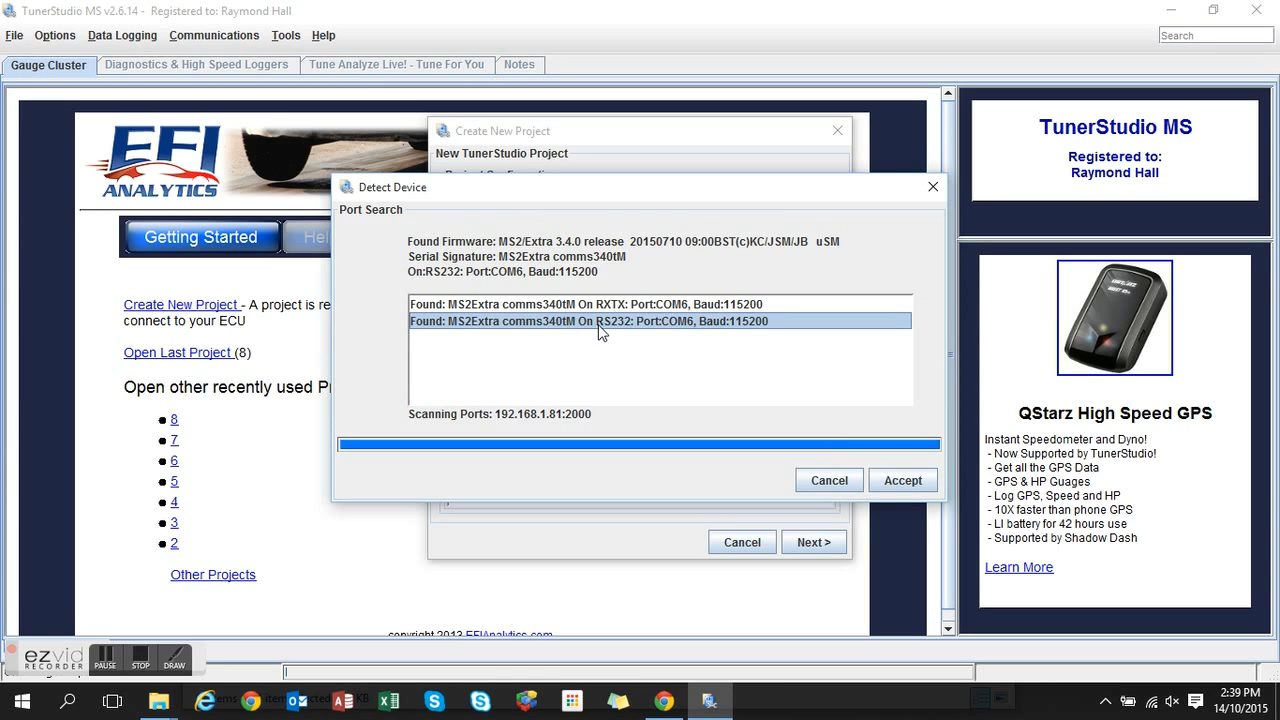 TunerStudio MS v2.6.14 - Registered to: Raymond Hall
File Options Data Logging Communications Tools Help
Search
Gauge Cluster
Diagnostics & High Speed Loggers
Tune Analyze Live! - Tune For You
Notes
EFI
ANALYTICS
Getting Started
Hel
Create New Project - A project is re
connect to your ECU
Open Last Project (8)
Open other recently used Pr
8
7
6
5
4
3
2
Other Projects
copyright 2013 EFIAnalytics.com
Create New Project
New TunerStudio Project
Cancel
Next >
Detect Device
Port Search
Found Firmware: MS2/Extra 3.4.0 release 20150710 09:00BST(c)KC/JSM/JB uSM
Serial Signature: MS2Extra comms340tM
On:RS232: Port:COM6, Baud:115200
Found: MS2Extra comms340tM On RXTX: Port:COM6, Baud:115200
Found: MS2Extra comms340tM On RS232: Port:COM6, Baud:115200
Scanning Ports: 192.168.1.81:2000
Cancel
Accept
TunerStudio MS
Registered to:
Raymond Hall
QStarz High Speed GPS
Instant Speedometer and Dyno!
- Now Supported by TunerStudio!
- Get all the GPS Data
- GPS & HP Guages
- Log GPS, Speed and HP
- 10X faster than phone GPS
- LI battery for 42 hours use
- Supported by Shadow Dash
Learn More
ezvid
RECORDER
PAUSE
STOP
DRAW
2:39 PM
14/10/2015